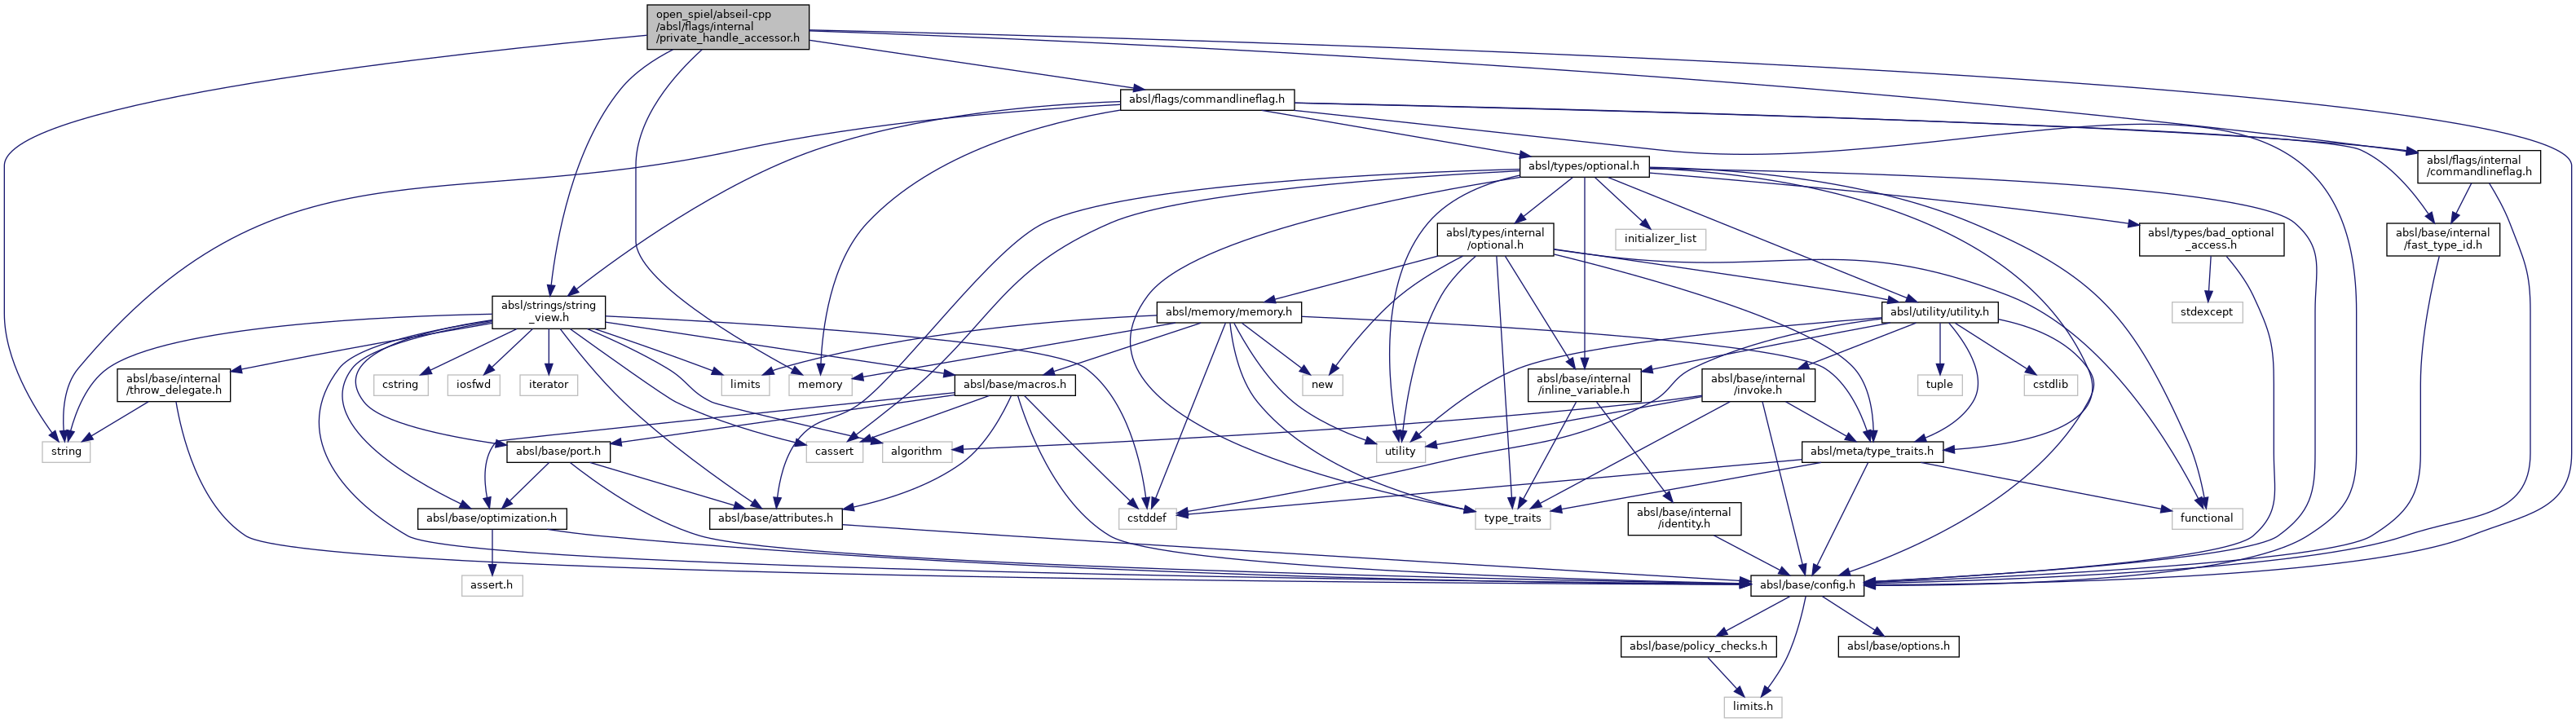 open_spiel/abseil-cpp
/absl/flags/internal
/private_handle_accessor.h
absl/flags/commandlineflag.h
absl/types/optional.h
absl/flags/internal
/commandlineflag.h
absl/types/internal
/optional.h
initializer_list
absl/types/bad_optional
_access.h
absl/base/internal
/fast_type_id.h
absl/strings/string
_view.h
absl/memory/memory.h
absl/utility/utility.h
stdexcept
absl/base/internal
/throw_delegate.h
cstring
iosfwd
iterator
limits
memory
absl/base/macros.h
new
absl/base/internal
/inline_variable.h
absl/base/internal
/invoke.h
tuple
cstdlib
string
absl/base/port.h
cassert
algorithm
utility
absl/meta/type_traits.h
absl/base/optimization.h
absl/base/attributes.h
cstddef
type_traits
absl/base/internal
/identity.h
functional
assert.h
absl/base/config.h
absl/base/policy_checks.h
absl/base/options.h
limits.h